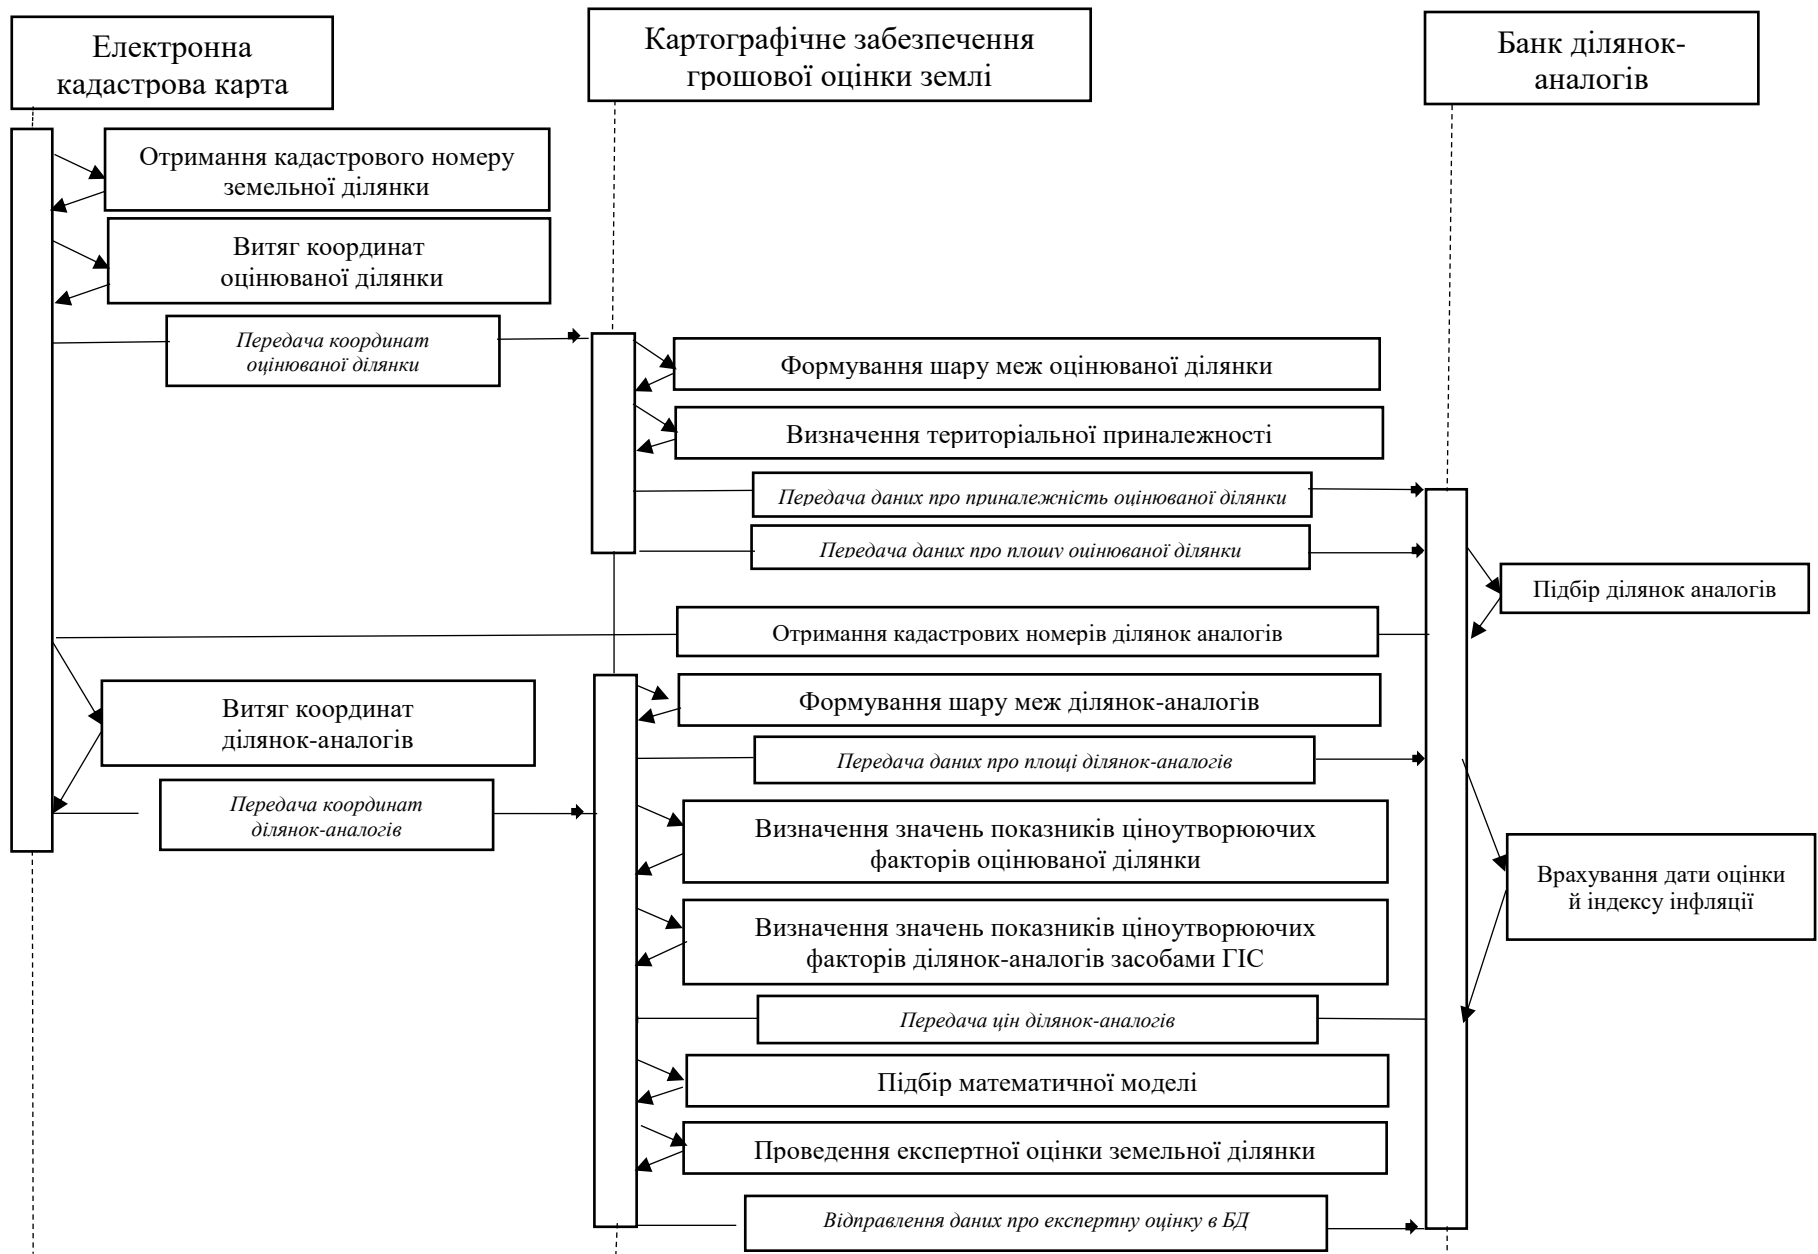 Електронна
кадастрова карта
Картографічне забезпечення
грошової оцінки землі
Банк ділянок-
аналогів
Отримання кадастрового номеру
земельної ділянки
Витяг координат
оцінюваної ділянки
Передача координат
оцінюваної ділянки
Формування шару меж оцінюваної ділянки
Визначення територіальної приналежності
Передача даних про приналежність оцінюваної ділянки
Передача даних про площу оцінюваної ділянки
Підбір ділянок аналогів
Отримання кадастрових номерів ділянок аналогів
Витяг координат
ділянок-аналогів
Формування шару меж ділянок-аналогів
Передача даних про площі ділянок-аналогів
Передача координат
ділянок-аналогів
Визначення значень показників ціноутворюючих
факторів оцінюваної ділянки
Врахування дати оцінки
й індексу інфляції
Визначення значень показників ціноутворюючих
факторів ділянок-аналогів засобами ГІС
Передача цін ділянок-аналогів
Підбір математичної моделі
Проведення експертної оцінки земельної ділянки
Відправлення даних про експертну оцінку в БД